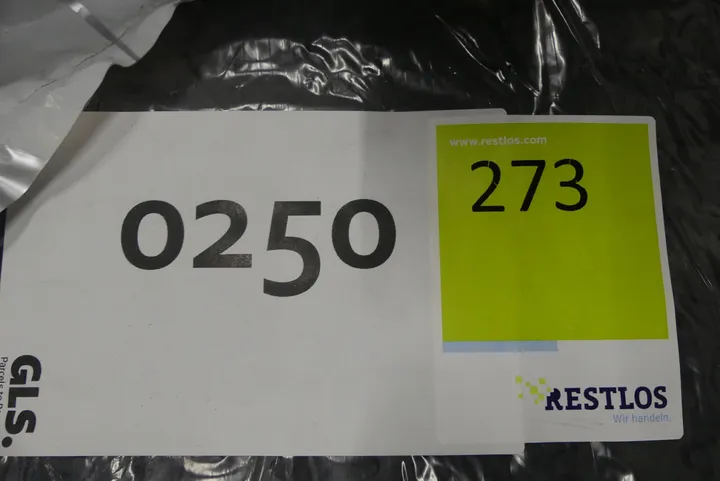 www.restlos.com
273
0250
GLS.
RESTLOS
Wir handeln.